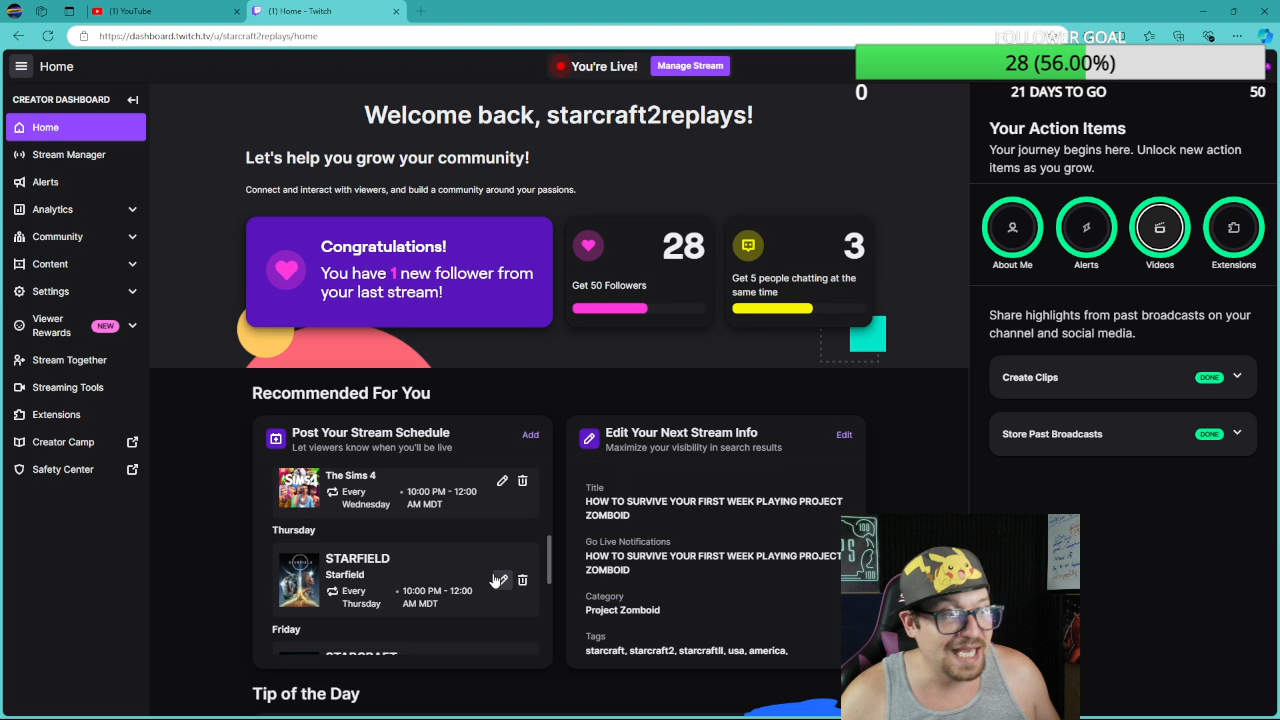 (1) YouTube
(1) Home - Twitch
https://dashboard.twitch.tv/u/starcraft2replays/home
FOLLOWER GOAL
28 (56.00%)
0
21 DAYS TO GO
50
Home
You're Live!
Manage Stream
CREATOR DASHBOARD
Home
Stream Manager
Alerts
Analytics
Community
Content
Settings
Viewer
Rewards
NEW
Stream Together
Streaming Tools
Extensions
Creator Camp
Safety Center
Welcome back, starcraft2replays!
Let's help you grow your community!
Connect and interact with viewers, and build a community around your passions.
Congratulations!
You have 1 new follower from
your last stream!
28
Get 50 Followers
3
Get 5 people chatting at the
same time
Recommended For You
Post Your Stream Schedule
Let viewers know when you'll be live
Add
The Sims 4
Every
Wednesday
• 10:00 PM - 12:00
AM MDT
Thursday
STARFIELD
Starfield
Every
Thursday
• 10:00 PM - 12:00
AM MDT
Friday
STARCRAFT
Edit Your Next Stream Info
Maximize your visibility in search results
Edit
Title
HOW TO SURVIVE YOUR FIRST WEEK PLAYING PROJECT
ZOMBOID
Go Live Notifications
HOW TO SURVIVE YOUR FIRST WEEK PLAYING PROJECT
ZOMBOID
Category
Project Zomboid
Tags
starcraft, starcraft2, starcraftII, usa, america,
Tip of the Day
Your Action Items
Your journey begins here. Unlock new action
items as you grow.
About Me
Alerts
Videos
Extensions
Share highlights from past broadcasts on your
channel and social media.
Create Clips
DONE
Store Past Broadcasts
DONE